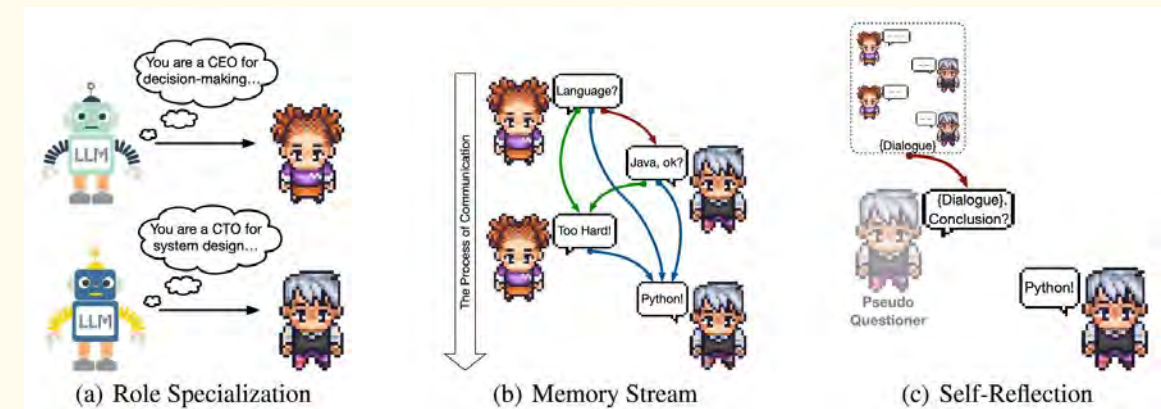 You are a CEO for
decision-making…
LLM
You are a CTO for
system design…
LLM
(a) Role Specialization
The Process of Communication
Language?
Java, ok?
Too Hard!
Python!
(b) Memory Stream
{Dialogue}
{Dialogue}.
Conclusion?
Pseudo
Questioner
Python!
(c) Self-Reflection